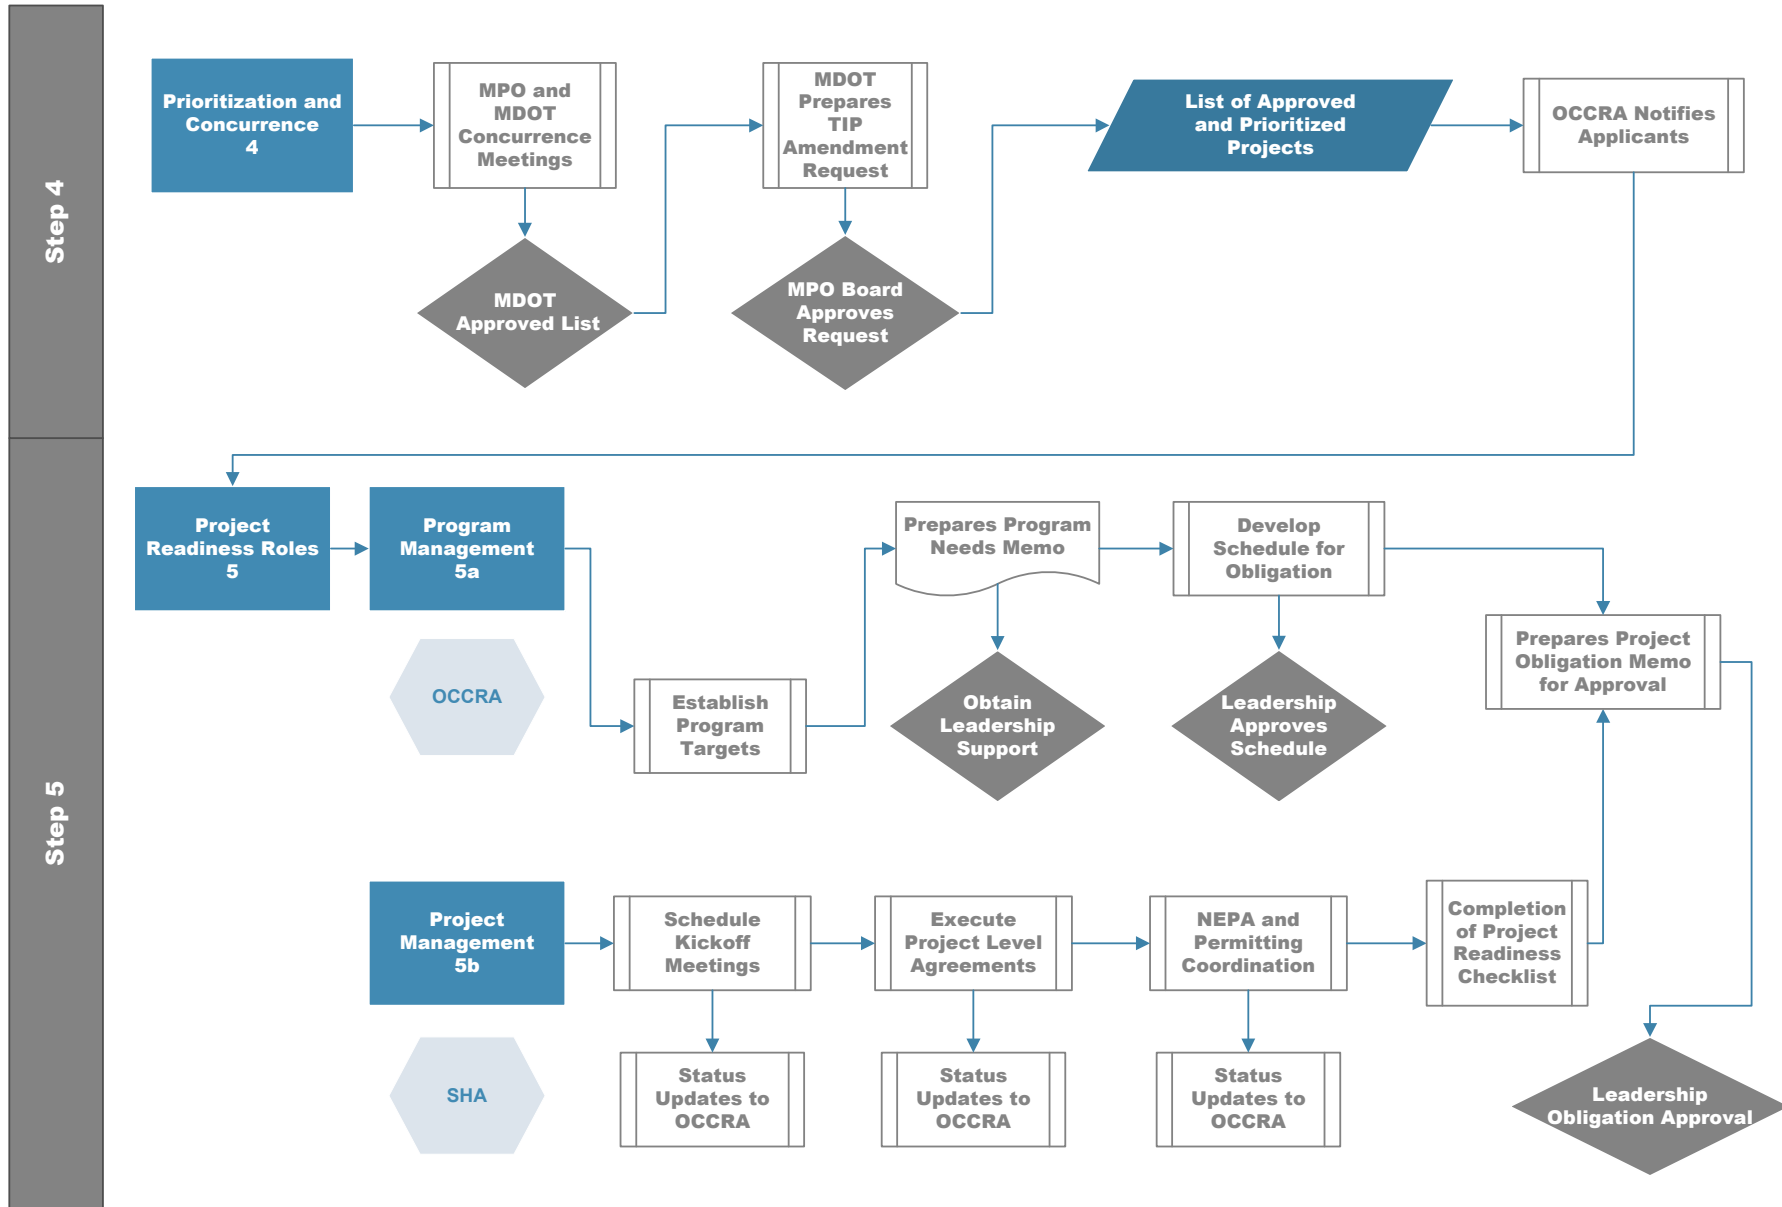 Step 4
Prioritization and
Concurrence
4
MPO and
MDOT
Concurrence
Meetings
MDOT
Prepares
TIP
Amendment
Request
List of Approved
and Prioritized
Projects
OCCRA Notifies
Applicants
MDOT
Approved List
MPO Board
Approves
Request
Step 5
Project
Readiness Roles
5
Program
Management
5a
Prepares Program
Needs Memo
Develop
Schedule for
Obligation
Prepares Project
Obligation Memo
for Approval
OCCRA
Establish
Program
Targets
Obtain
Leadership
Support
Leadership
Approves
Schedule
Project
Management
5b
Schedule
Kickoff
Meetings
Execute
Project Level
Agreements
NEPA and
Permitting
Coordination
Completion
of Project
Readiness
Checklist
SHA
Status
Updates to
OCCRA
Status
Updates to
OCCRA
Status
Updates to
OCCRA
Leadership
Obligation Approval